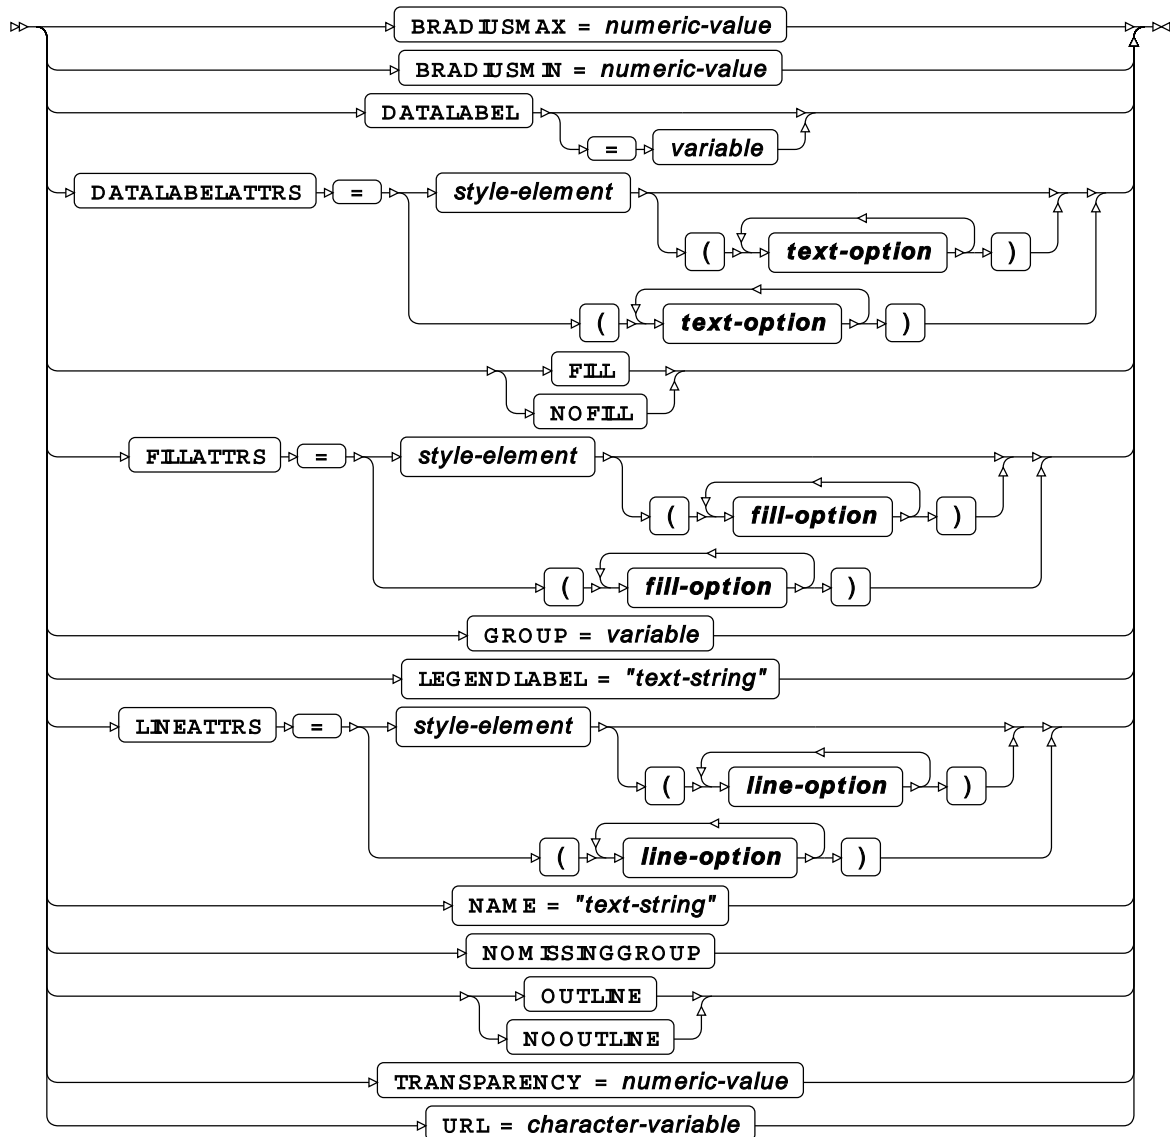 BRADIUSMAX = numeric-value
BRADIUSMIN = numeric-value
DATALABEL
= variable
DATALABELATTRS = style-element
( text-option )
( text-option )
FILL
NOFILL
FILLATTRS = style-element
( fill-option )
( fill-option )
GROUP = variable
LEGENDLABEL = "text-string"
LINEATTRS = style-element
( line-option )
( line-option )
NAME = "text-string"
NOMISSINGGROUP
OUTLINE
NOOUTLINE
TRANSPARENCY = numeric-value
URL = character-variable